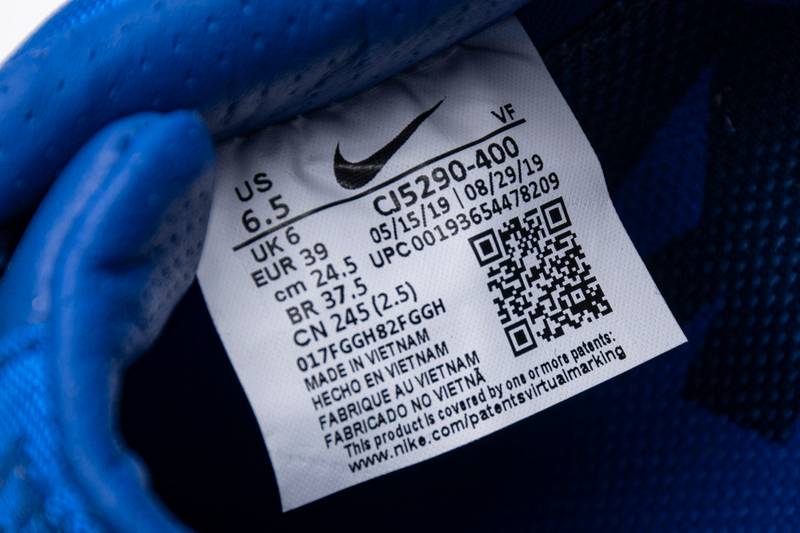 VF
US
6.5
CJ5290-400
05/15/19 | 08/29/19
UPC 00193654478209
UK 6
EUR 39
cm 24.5
BR 37.5
CN 245 (2.5)
017FGGH82FGGH
MADE IN VIETNAM
HECHO EN VIETNAM
FABRIQUE AU VIETNAM
FABRICADO NO VIETNÃ
This product is covered by one or more patents:
www.nike.com/patentsvirtualmarking